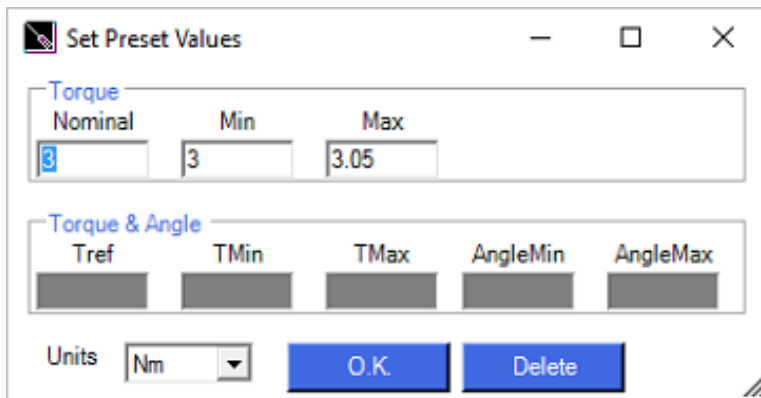 Set Preset Values
Torque
Nominal Min Max
3 3 3.05
Torque & Angle
Tref TMin TMax AngleMin AngleMax
Units Nm O.K. Delete